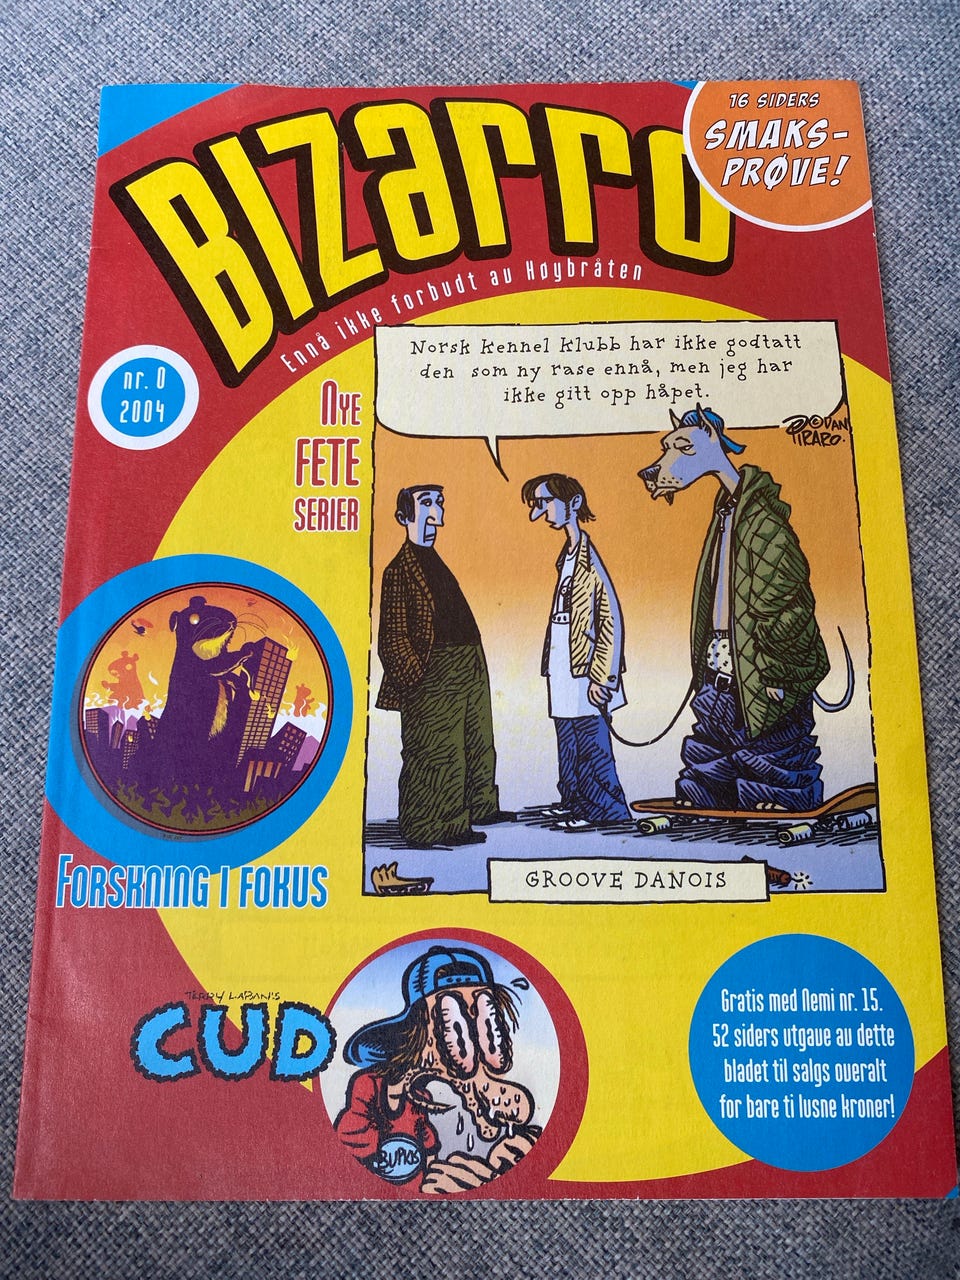 Bizarro
16 SIDERS
SMAKS-
PRØVE!
Ennå ikke forbudt av Høybråten
nr. 0
2004
Nye
FETE
SERIER
Norsk kennel klubb har ikke godtatt
den som ny rase ennå, men jeg har
ikke gitt opp håpet.
©DAN
PIRARO.
GROOVE DANOIS
FORSKNING I FOKUS
TERRY LABAN'S
CUD
BUPKIS
Gratis med Nemi nr. 15.
52 siders utgave av dette
bladet til salgs overalt
for bare ti lusne kroner!